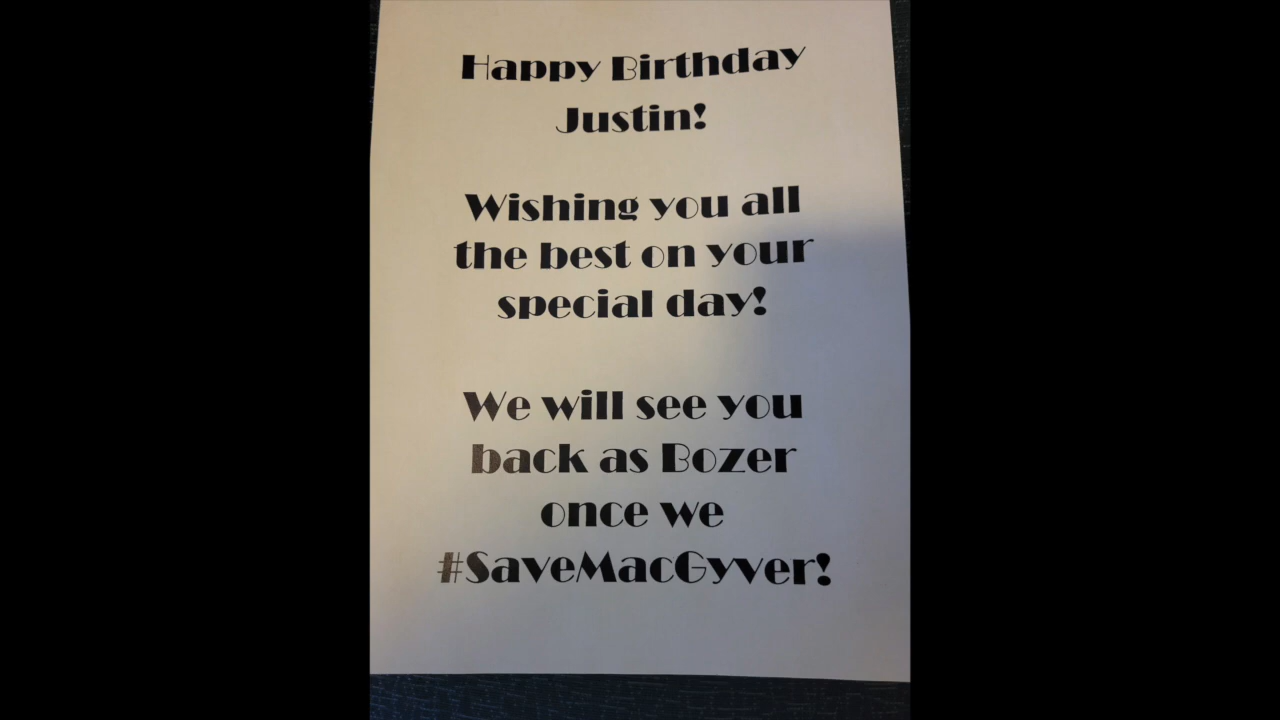 Happy Birthday
Justin!
Wishing you all
the best on your
special day!
We will see you
back as Bozer
once we
#SaveMacGyver!